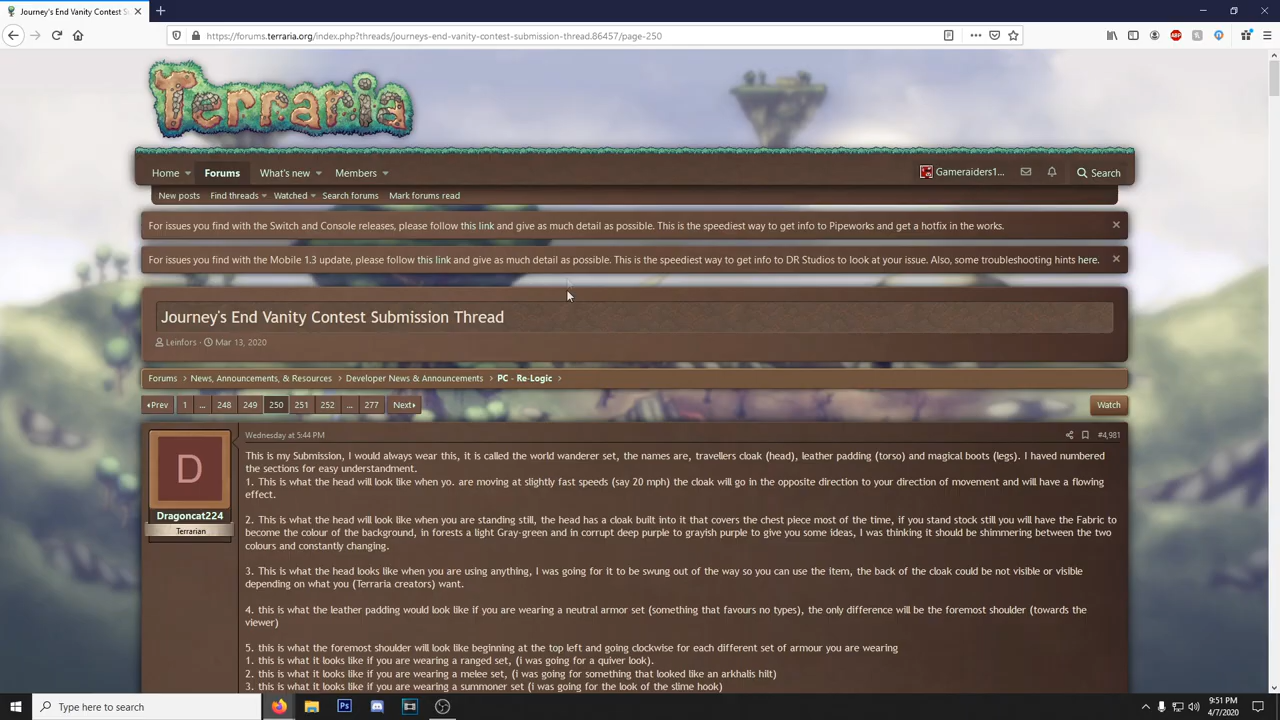 Journey's End Vanity Contest S
https://forums.terraria.org/index.php?threads/journeys-end-vanity-contest-submission-thread.86457/page-250
Terraria
Home Forums What's new Members Gameraiders1... Search
New posts Find threads Watched Search forums Mark forums read
For issues you find with the Switch and Console releases, please follow this link and give as much detail as possible. This is the speediest way to get info to Pipeworks and get a hotfix in the works.
For issues you find with the Mobile 1.3 update, please follow this link and give as much detail as possible. This is the speediest way to get info to DR Studios to look at your issue. Also, some troubleshooting hints here.
Journey's End Vanity Contest Submission Thread
Leinfors Mar 13, 2020
Forums News, Announcements, & Resources Developer News & Announcements PC - Re-Logic
Prev 1 ... 248 249 250 251 252 ... 277 Next Watch
Wednesday at 5:44 PM #4,981
D
Dragoncat224
Terrarian
This is my Submission, I would always wear this, it is called the world wanderer set, the names are, travellers cloak (head), leather padding (torso) and magical boots (legs). I haved numbered
the sections for easy understandment.
1. This is what the head will look like when yo. are moving at slightly fast speeds (say 20 mph) the cloak will go in the opposite direction to your direction of movement and will have a flowing
effect.
2. This is what the head will look like when you are standing still, the head has a cloak built into it that covers the chest piece most of the time, if you stand stock still you will have the Fabric to
become the colour of the background, in forests a light Gray-green and in corrupt deep purple to grayish purple to give you some ideas, I was thinking it should be shimmering between the two
colours and constantly changing.
3. This is what the head looks like when you are using anything, I was going for it to be swung out of the way so you can use the item, the back of the cloak could be not visible or visible
depending on what you (Terraria creators) want.
4. this is what the leather padding would look like if you are wearing a neutral armor set (something that favours no types), the only difference will be the foremost shoulder (towards the
viewer)
5. this is what the foremost shoulder will look like beginning at the top left and going clockwise for each different set of armour you are wearing
1. this is what it looks like if you are wearing a ranged set, (i was going for a quiver look).
2. this is what it looks like if you are wearing a melee set, (i was going for something that looked like an arkhalis hilt)
3. this is what it looks like if you are wearing a summoner set (i was going for the look of the slime hook)
Type here to search
9:51 PM
4/7/2020